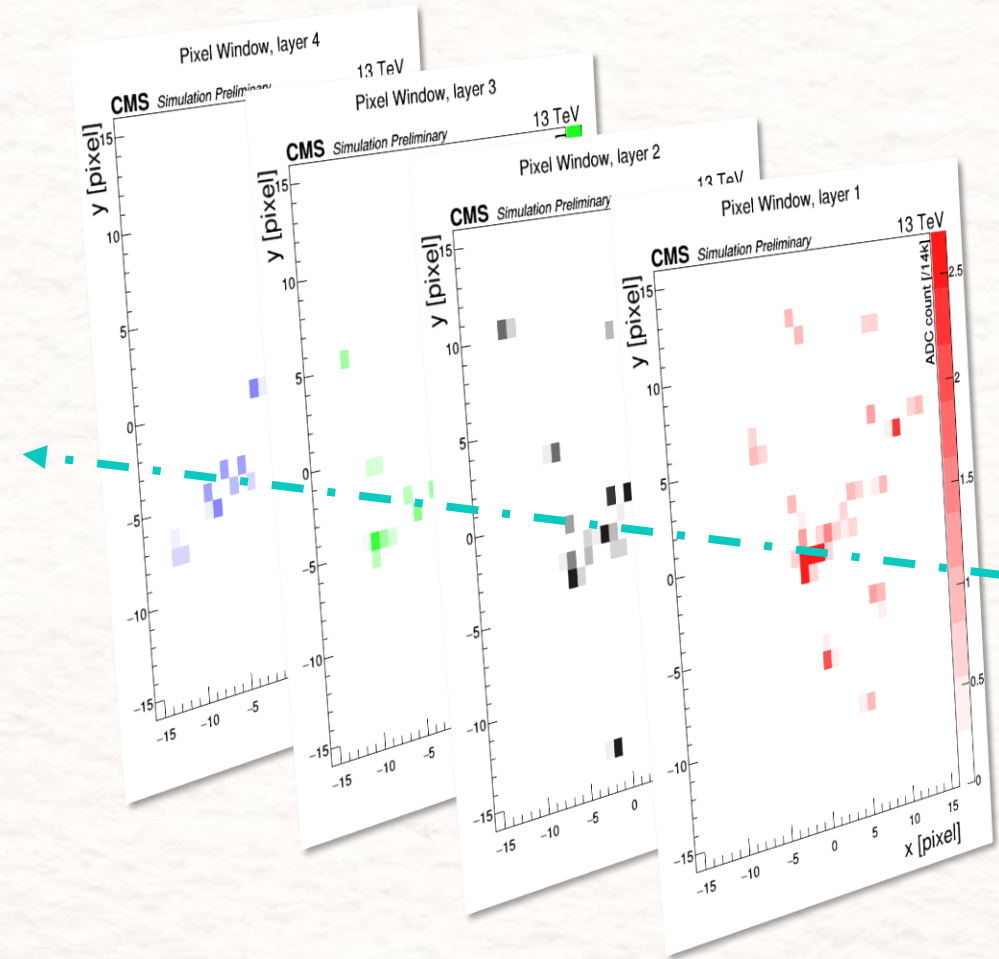 Pixel Window, layer 4
13 TeV
CMS Simulation Preliminary
y [pixel]
15
10
5
0
−5
−10
−15
−15
−10
−5
Pixel Window, layer 3
13 TeV
CMS Simulation Preliminary
y [pixel]
15
10
5
0
−5
−10
−15
−15
−10
−5
Pixel Window, layer 2
13 TeV
CMS Simulation Preliminary
y [pixel]
15
10
5
0
−5
−10
−15
−15
−10
−5
0
Pixel Window, layer 1
13 TeV
CMS Simulation Preliminary
y [pixel]
15
10
5
0
−5
−10
−15
−15
−10
−5
0
5
10
15
x [pixel]
ADC count [/14k]
2.5
2
1.5
1
0.5
0